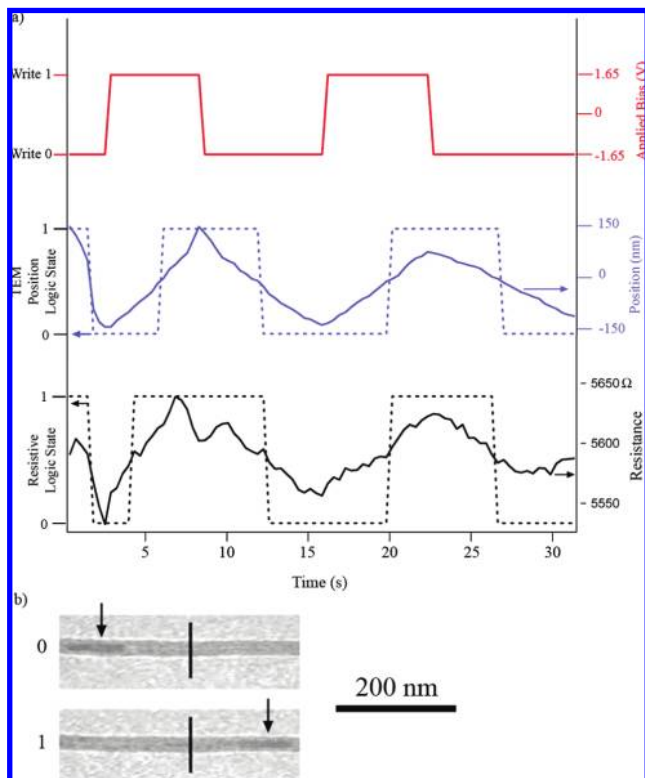 a)
Write 1
1.65
0
Write 0
-1.65
Applied Bias (V)
1
150
TEM
Position
Logic State
0
Position (nm)
0
-150
5650 Ω
1
5600
Resistive
Logic State
Resistance
5550
0
5 10 15 20 25 30
Time (s)
b)
0
200 nm
1